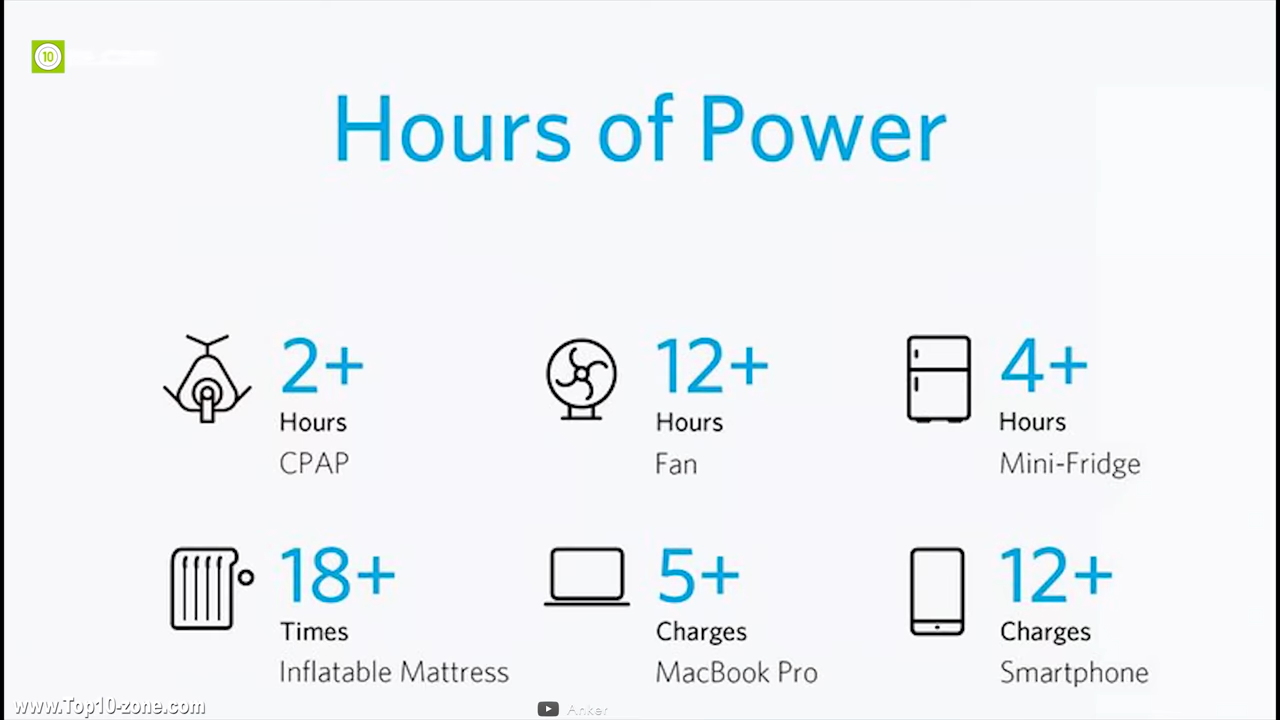 10
Hours of Power
2+
Hours
CPAP
12+
Hours
Fan
4+
Hours
Mini-Fridge
18+
Times
Inflatable Mattress
5+
Charges
MacBook Pro
12+
Charges
Smartphone
www.Top10-zone.com
Anker